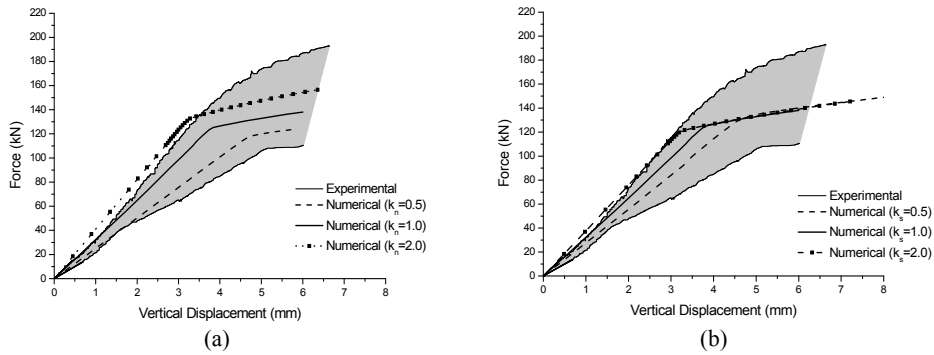 220
200
180
160
140
120
100
80
60
40
20
0
Force (kN)
Experimental
Numerical (kn=0.5)
Numerical (kn=1.0)
Numerical (kn=2.0)
0 1 2 3 4 5 6 7 8
Vertical Displacement (mm)
(a)
220
200
180
160
140
120
100
80
60
40
20
0
Force (kN)
Experimental
Numerical (ks=0.5)
Numerical (ks=1.0)
Numerical (ks=2.0)
0 1 2 3 4 5 6 7 8
Vertical Displacement (mm)
(b)